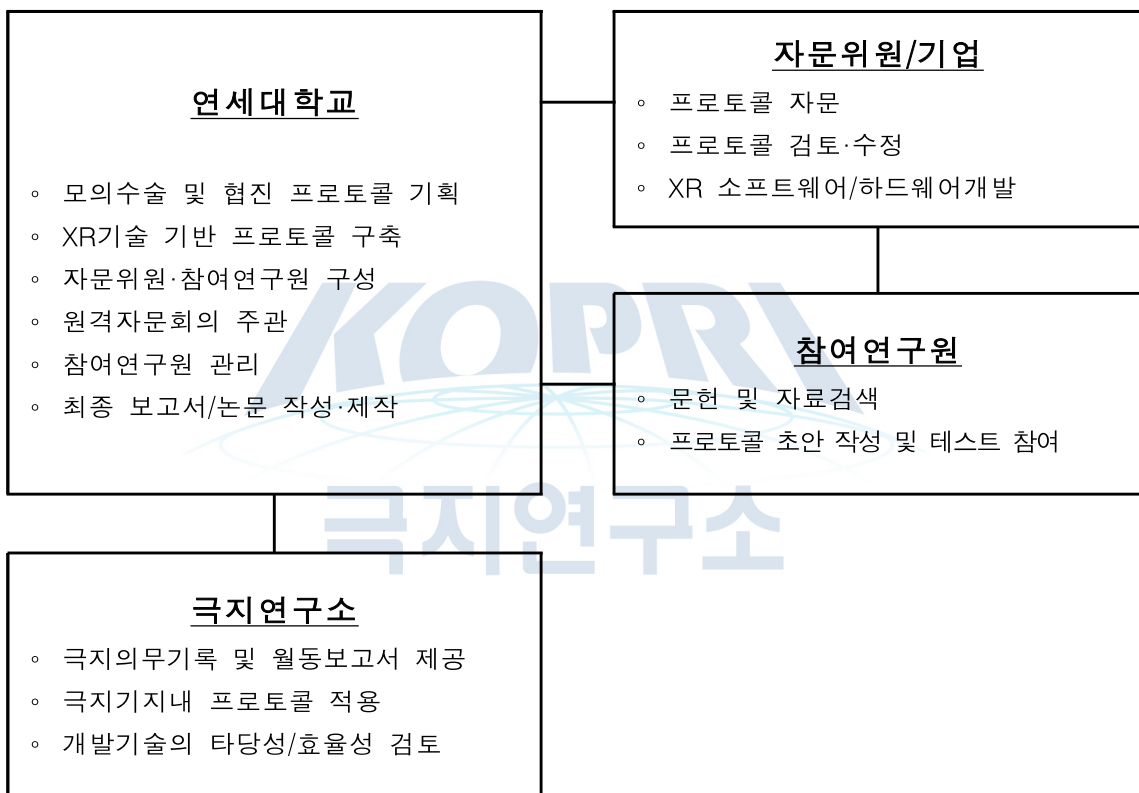 연세대학교
◦ 모의수술 및 협진 프로토콜 기획
◦ XR기술 기반 프로토콜 구축
◦ 자문위원·참여연구원 구성
◦ 원격자문회의 주관
◦ 참여연구원 관리
◦ 최종 보고서/논문 작성·제작
자문위원/기업
◦ 프로토콜 자문
◦ 프로토콜 검토·수정
◦ XR 소프트웨어/하드웨어개발
참여연구원
◦ 문헌 및 자료검색
◦ 프로토콜 초안 작성 및 테스트 참여
극지연구소
◦ 극지의무기록 및 월동보고서 제공
◦ 극지기지내 프로토콜 적용
◦ 개발기술의 타당성/효율성 검토
KOPRI
극지연구소